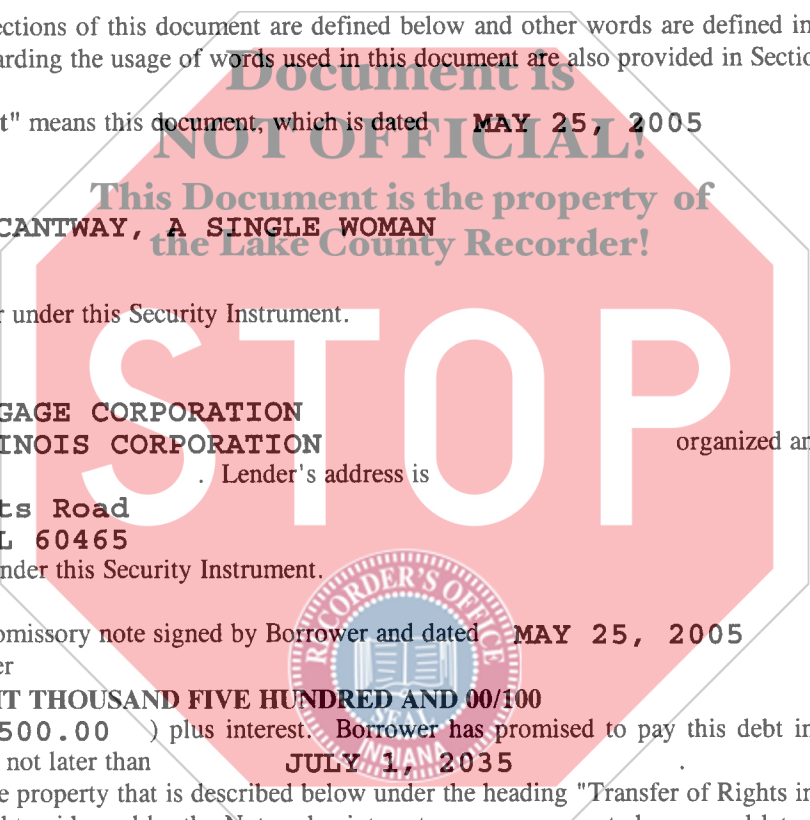 ections of this document are defined below and other words are defined in
arding the usage of words used in this document are also provided in Sectio
Document is
t" means this document, which is dated MAY 25, 2005
NOT OFFICIAL!
This Document is the property of
CANTWAY, A SINGLE WOMAN
the Lake County Recorder!
r under this Security Instrument.
STOP
GAGE CORPORATION
INOIS CORPORATION organized an
. Lender's address is
ts Road
L 60465
nder this Security Instrument.
RECORDER'S OFFICE
omissory note signed by Borrower and dated MAY 25, 2005
er
IT THOUSAND FIVE HUNDRED AND 00/100
SEAL
500.00 ) plus interest. Borrower has promised to pay this debt in
INDIANA
not later than JULY 1, 2035 .
e property that is described below under the heading "Transfer of Rights in